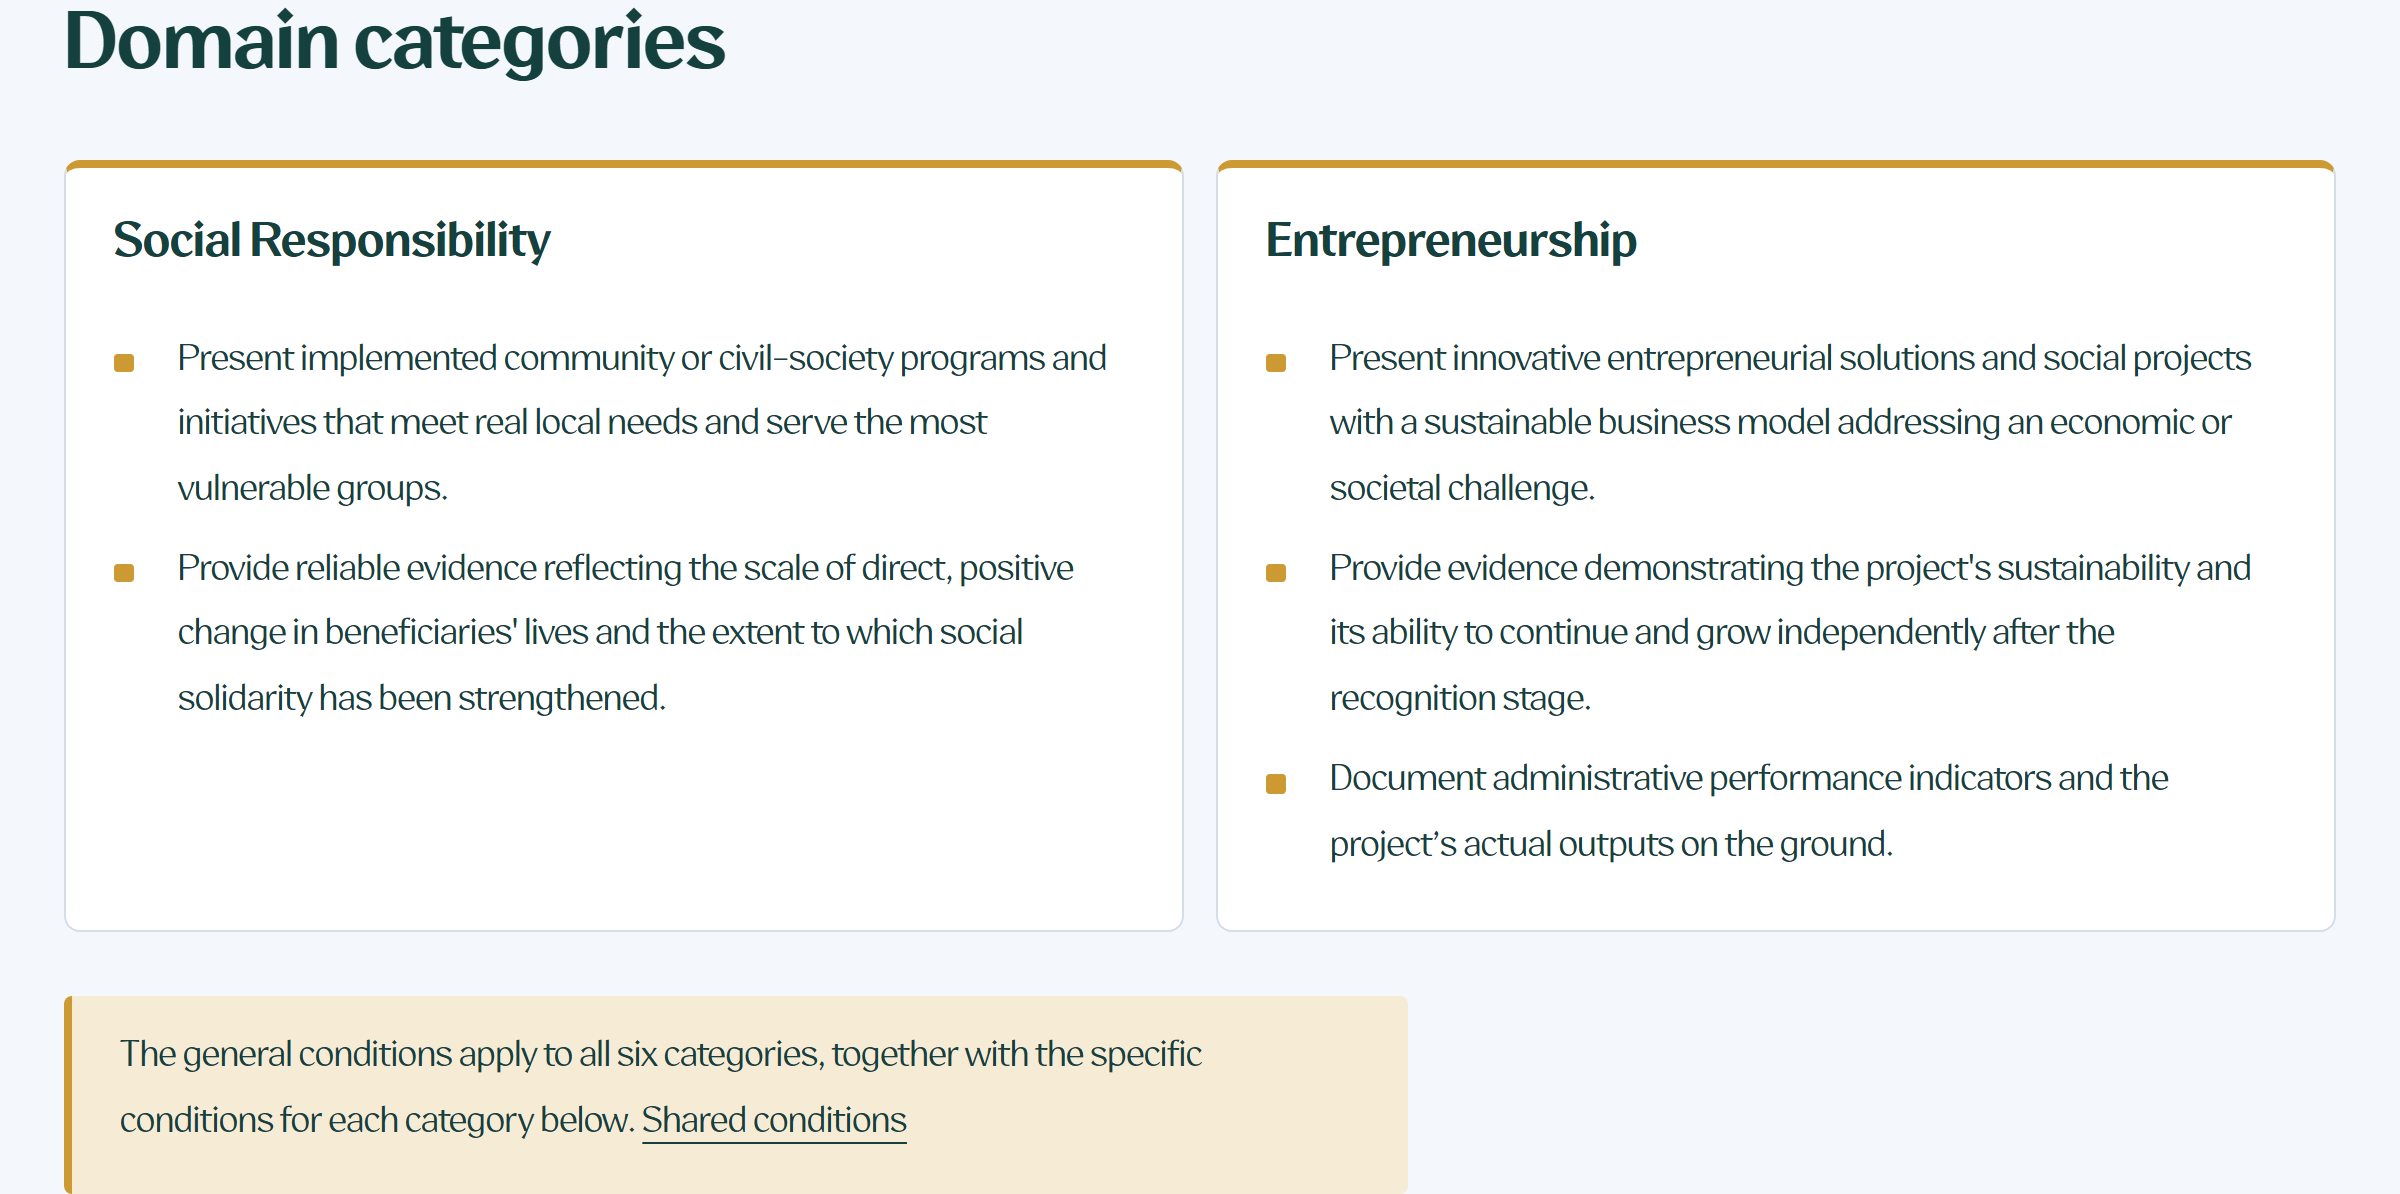 Domain categories
Social Responsibility
Present implemented community or civil-society programs and
initiatives that meet real local needs and serve the most
vulnerable groups.
Provide reliable evidence reflecting the scale of direct, positive
change in beneficiaries' lives and the extent to which social
solidarity has been strengthened.
Entrepreneurship
Present innovative entrepreneurial solutions and social projects
with a sustainable business model addressing an economic or
societal challenge.
Provide evidence demonstrating the project's sustainability and
its ability to continue and grow independently after the
recognition stage.
Document administrative performance indicators and the
project’s actual outputs on the ground.
The general conditions apply to all six categories, together with the specific
conditions for each category below. Shared conditions